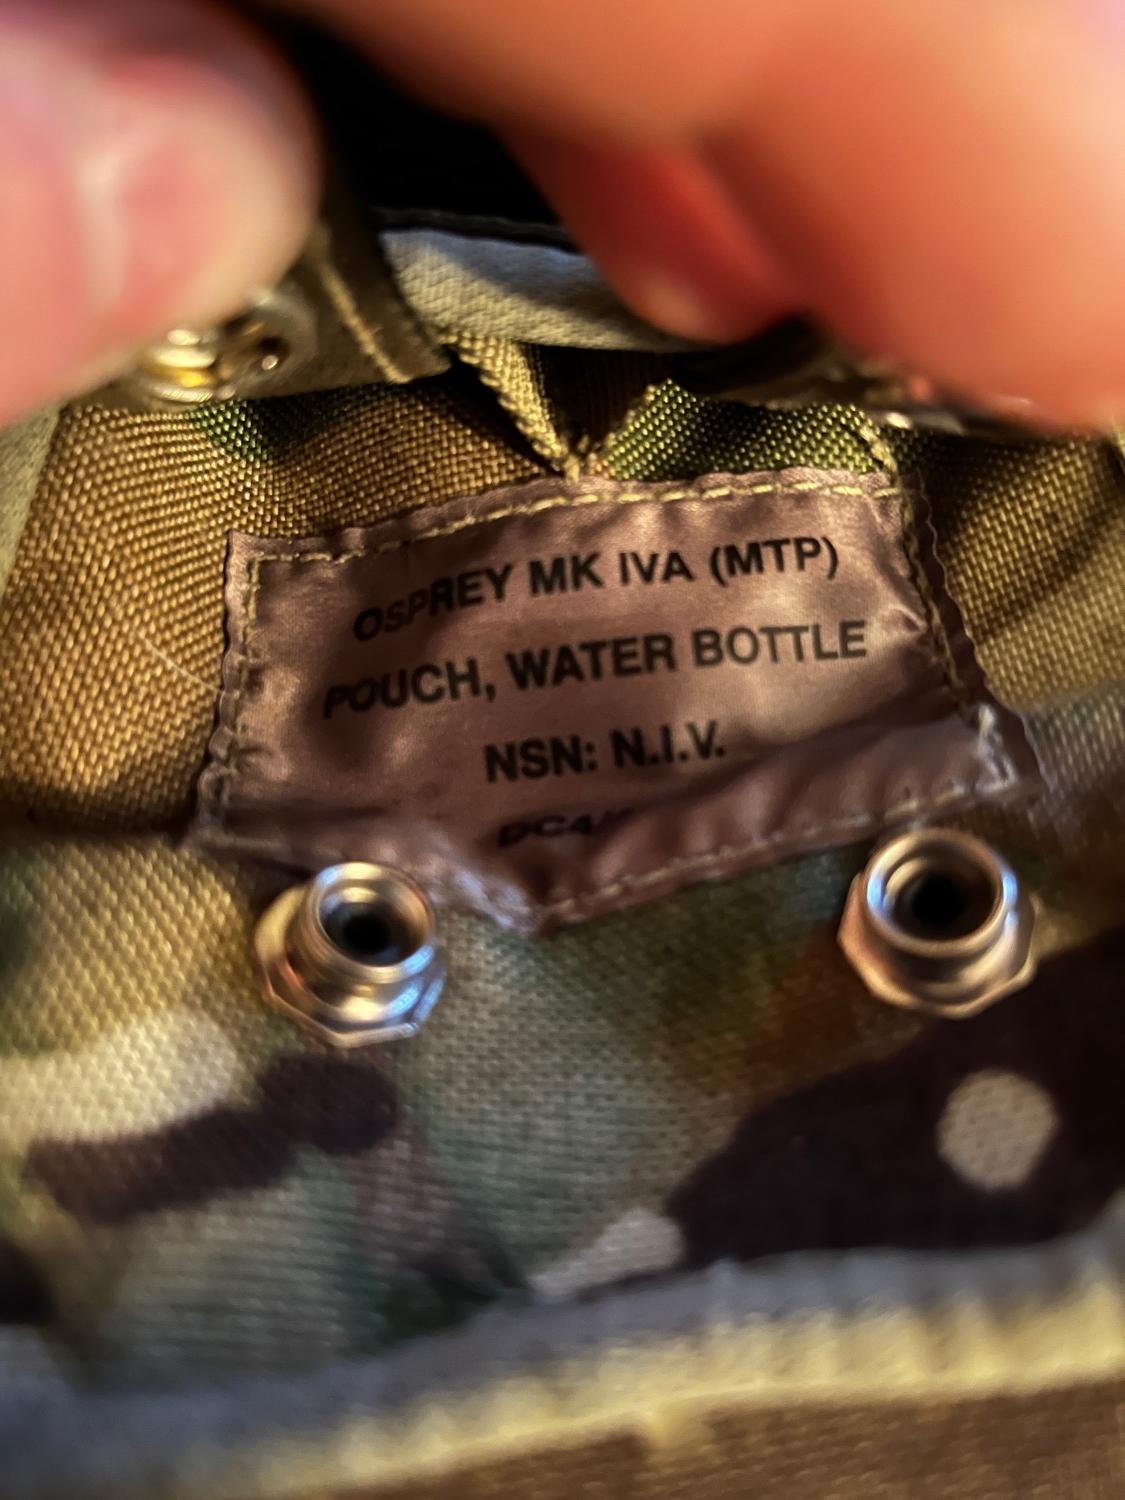 OSPREY MK IVA (MTP)
POUCH, WATER BOTTLE
NSN: N.I.V.